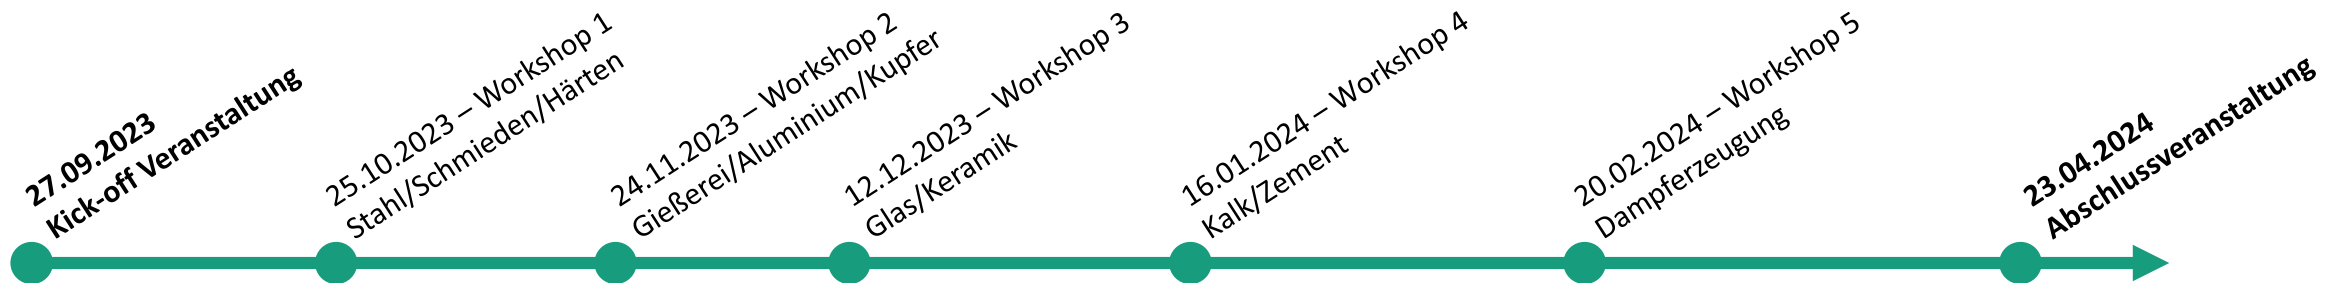 27.09.2023
Kick-off Veranstaltung
25.10.2023 – Workshop 1
Stahl/Schmieden/Härten
24.11.2023 – Workshop 2
Gießerei/Aluminium/Kupfer
12.12.2023 – Workshop 3
Glas/Keramik
16.01.2024 – Workshop 4
Kalk/Zement
20.02.2024 – Workshop 5
Dampferzeugung
23.04.2024
Abschlussveranstaltung